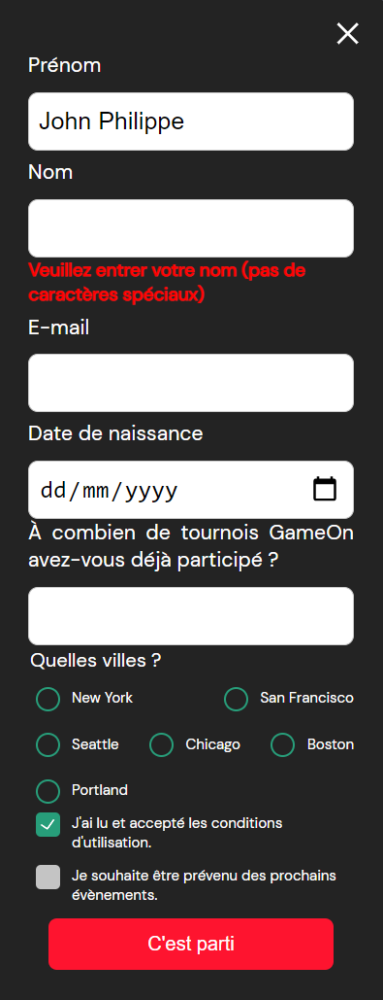 Prénom
John Philippe
Nom
Veuillez entrer votre nom (pas de
caractères spéciaux)
E-mail
Date de naissance
dd/mm/yyyy
À combien de tournois GameOn
avez-vous déjà participé ?
Quelles villes ?
New York San Francisco
Seattle Chicago Boston
Portland
J'ai lu et accepté les conditions
d'utilisation.
Je souhaite être prévenu des prochains
évènements.
C'est parti